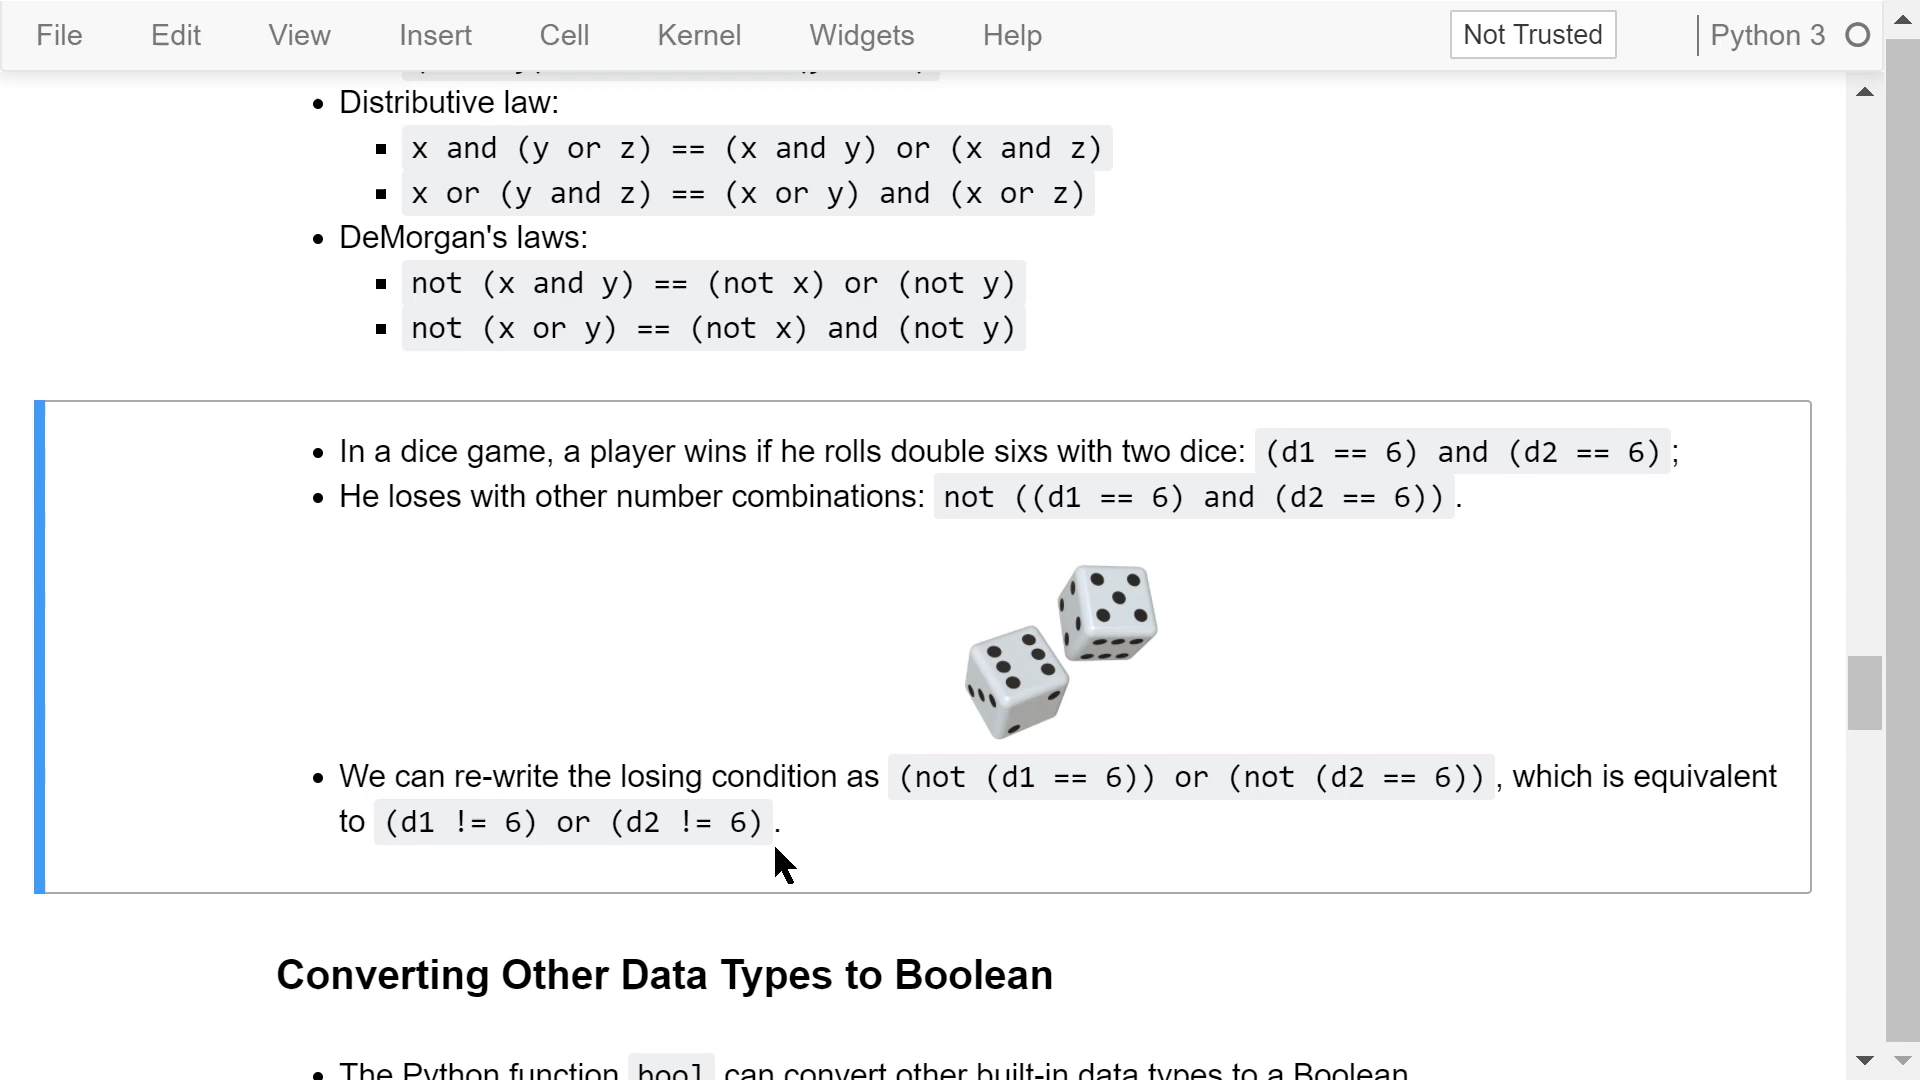 File Edit View Insert Cell Kernel Widgets Help Not Trusted Python 3
Distributive law:
x and (y or z) == (x and y) or (x and z)
x or (y and z) == (x or y) and (x or z)
DeMorgan's laws:
not (x and y) == (not x) or (not y)
not (x or y) == (not x) and (not y)
In a dice game, a player wins if he rolls double sixs with two dice: (d1 == 6) and (d2 == 6);
He loses with other number combinations: not ((d1 == 6) and (d2 == 6)).
We can re-write the losing condition as (not (d1 == 6)) or (not (d2 == 6)), which is equivalent
to (d1 != 6) or (d2 != 6).
Converting Other Data Types to Boolean
The Python function bool can convert other built-in data types to a Boolean